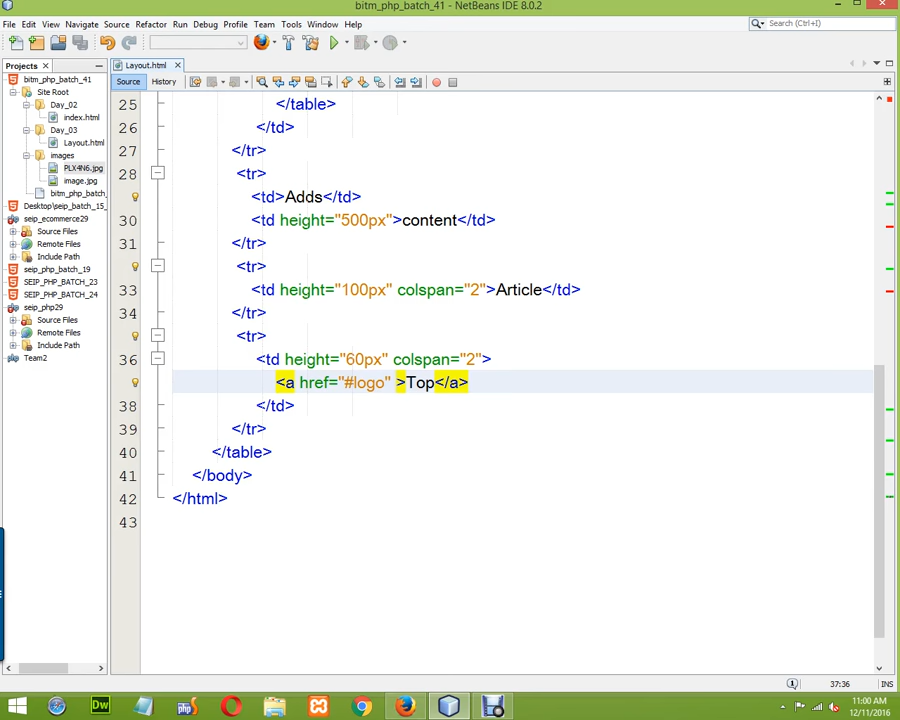 bitm_php_batch_41 - NetBeans IDE 8.0.2
File Edit View Navigate Source Refactor Run Debug Profile Team Tools Window Help
Search (Ctrl+I)
Projects
Layout.html
Source History
bitm_php_batch_41
Site Root
Day_02
index.html
Day_03
Layout.html
images
PLX4N6.jpg
image.jpg
bitm_php_batch_
Desktop\seip_batch_15_
seip_ecommerce29
Source Files
Remote Files
Include Path
seip_php_batch_19
SEIP_PHP_BATCH_23
SEIP_PHP_BATCH_24
seip_php29
Source Files
Remote Files
Include Path
Team2
25 </table>
26 </td>
27 </tr>
28 <tr>
<td>Adds</td>
30 <td height="500px">content</td>
31 </tr>
<tr>
33 <td height="100px" colspan="2">Article</td>
34 </tr>
<tr>
36 <td height="60px" colspan="2">
<a href="#logo" >Top</a>
38 </td>
39 </tr>
40 </table>
41 </body>
42 </html>
43
37:36 INS
Dw
11:00 AM
12/11/2016